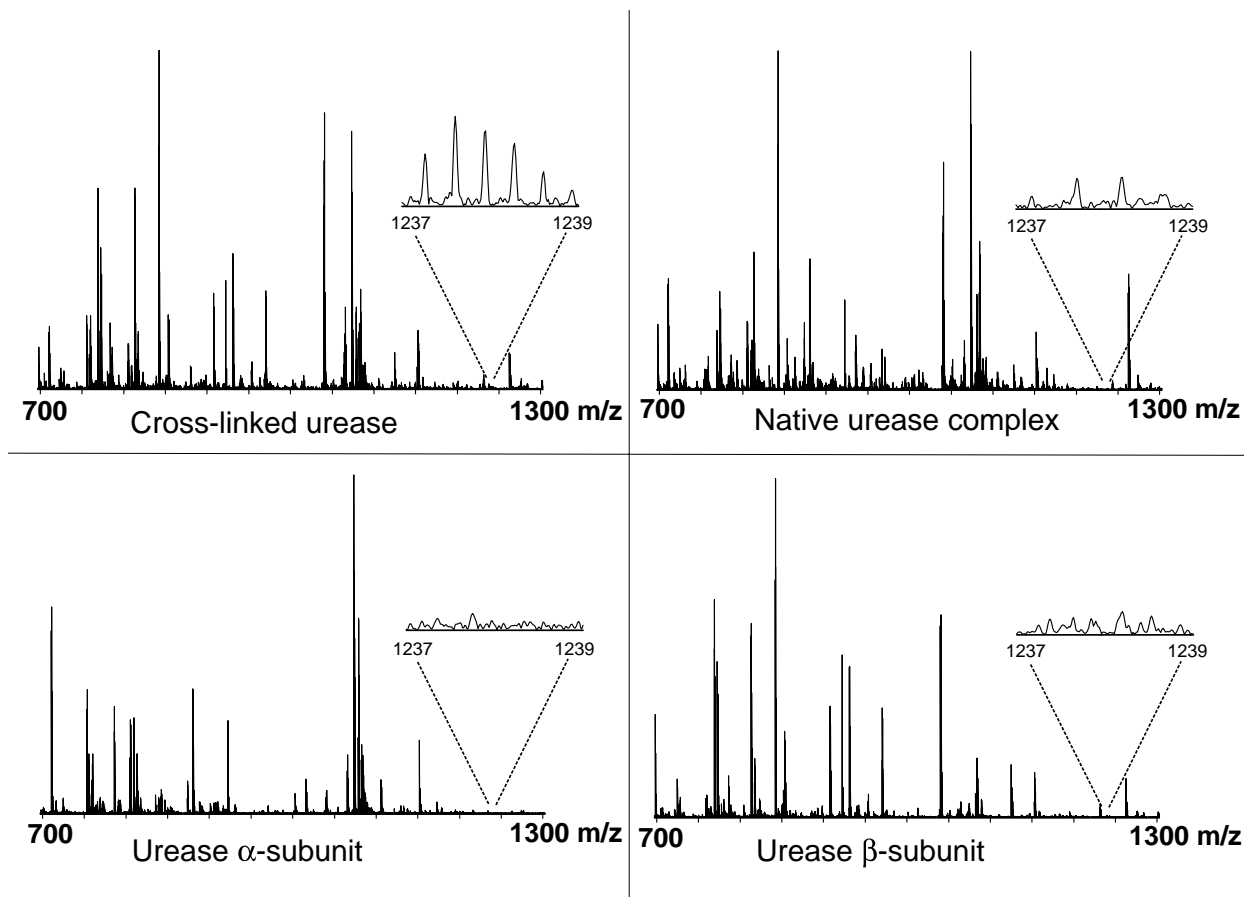 1237 1239
700 1300 m/z
Cross-linked urease
1237 1239
700 1300 m/z
Native urease complex
1237 1239
700 1300 m/z
Urease α-subunit
1237 1239
700 1300 m/z
Urease β-subunit